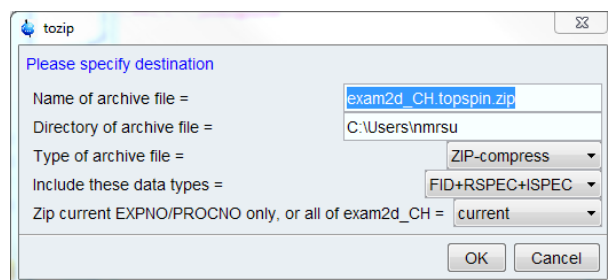 tozip
Please specify destination
Name of archive file = exam2d_CH.topspin.zip
Directory of archive file = C:\Users\nmrsu
Type of archive file = ZIP-compress
Include these data types = FID+RSPEC+ISPEC
Zip current EXPNO/PROCNO only, or all of exam2d_CH = current
OK Cancel